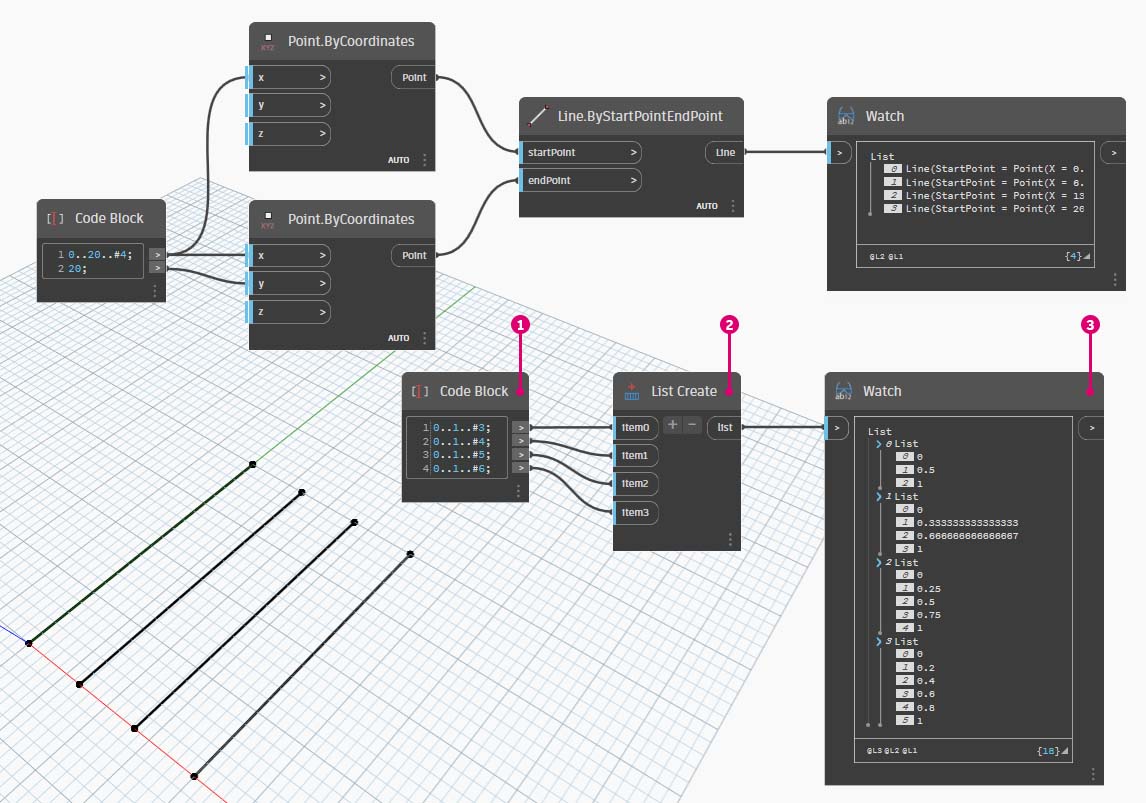 XYZ
Point.ByCoordinates
x >
Point
y >
z >
AUTO
Line.ByStartPointEndPoint
startPoint >
Line
endPoint >
AUTO
ab12
Watch
>
>
List
0 Line(StartPoint = Point(X = 0.
1 Line(StartPoint = Point(X = 6.
2 Line(StartPoint = Point(X = 13
3 Line(StartPoint = Point(X = 20
@L2 @L1
{4}
[I] Code Block
1 0..20..#4;
>
2 20;
>
XYZ
Point.ByCoordinates
x >
Point
y >
z >
AUTO
1
2
3
[I] Code Block
1 0..1..#3;
>
2 0..1..#4;
>
3 0..1..#5;
>
4 0..1..#6;
>
List Create
Item0
+ -
list
Item1
Item2
Item3
ab12
Watch
>
>
List
0 List
0 0
1 0.5
2 1
1 List
0 0
1 0.333333333333333
2 0.666666666666667
3 1
2 List
0 0
1 0.25
2 0.5
3 0.75
4 1
3 List
0 0
1 0.2
2 0.4
3 0.6
4 0.8
5 1
@L3 @L2 @L1
{18}